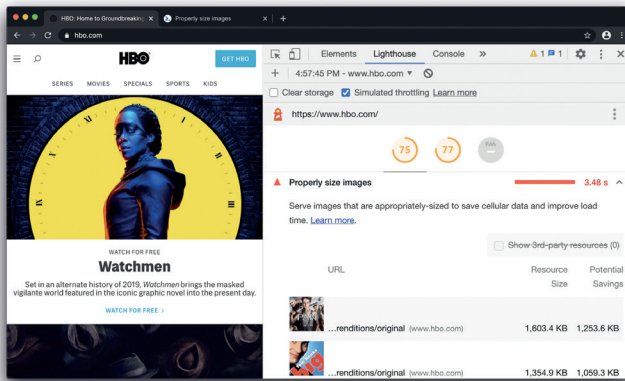 HBO: Home to Groundbreaking
Properly size images
hbo.com
HBO
GET HBO
SERIES MOVIES SPECIALS SPORTS KIDS
WATCH FOR FREE
Watchmen
Set in an alternate history of 2019, Watchmen brings the masked
vigilante world featured in the iconic graphic novel into the present day.
WATCH FOR FREE >
Elements Lighthouse Console » 1 1
+ 4:57:45 PM - www.hbo.com ▼
Clear storage Simulated throttling Learn more
https://www.hbo.com/
75 77
Properly size images 3.48 s
Serve images that are appropriately-sized to save cellular data and improve load
time. Learn more.
Show 3rd-party resources (0)
URL Resource Potential
Size Savings
...renditions/original (www.hbo.com) 1,603.4 KB 1,253.6 KB
...renditions/original (www.hbo.com) 1,354.9 KB 1,059.3 KB